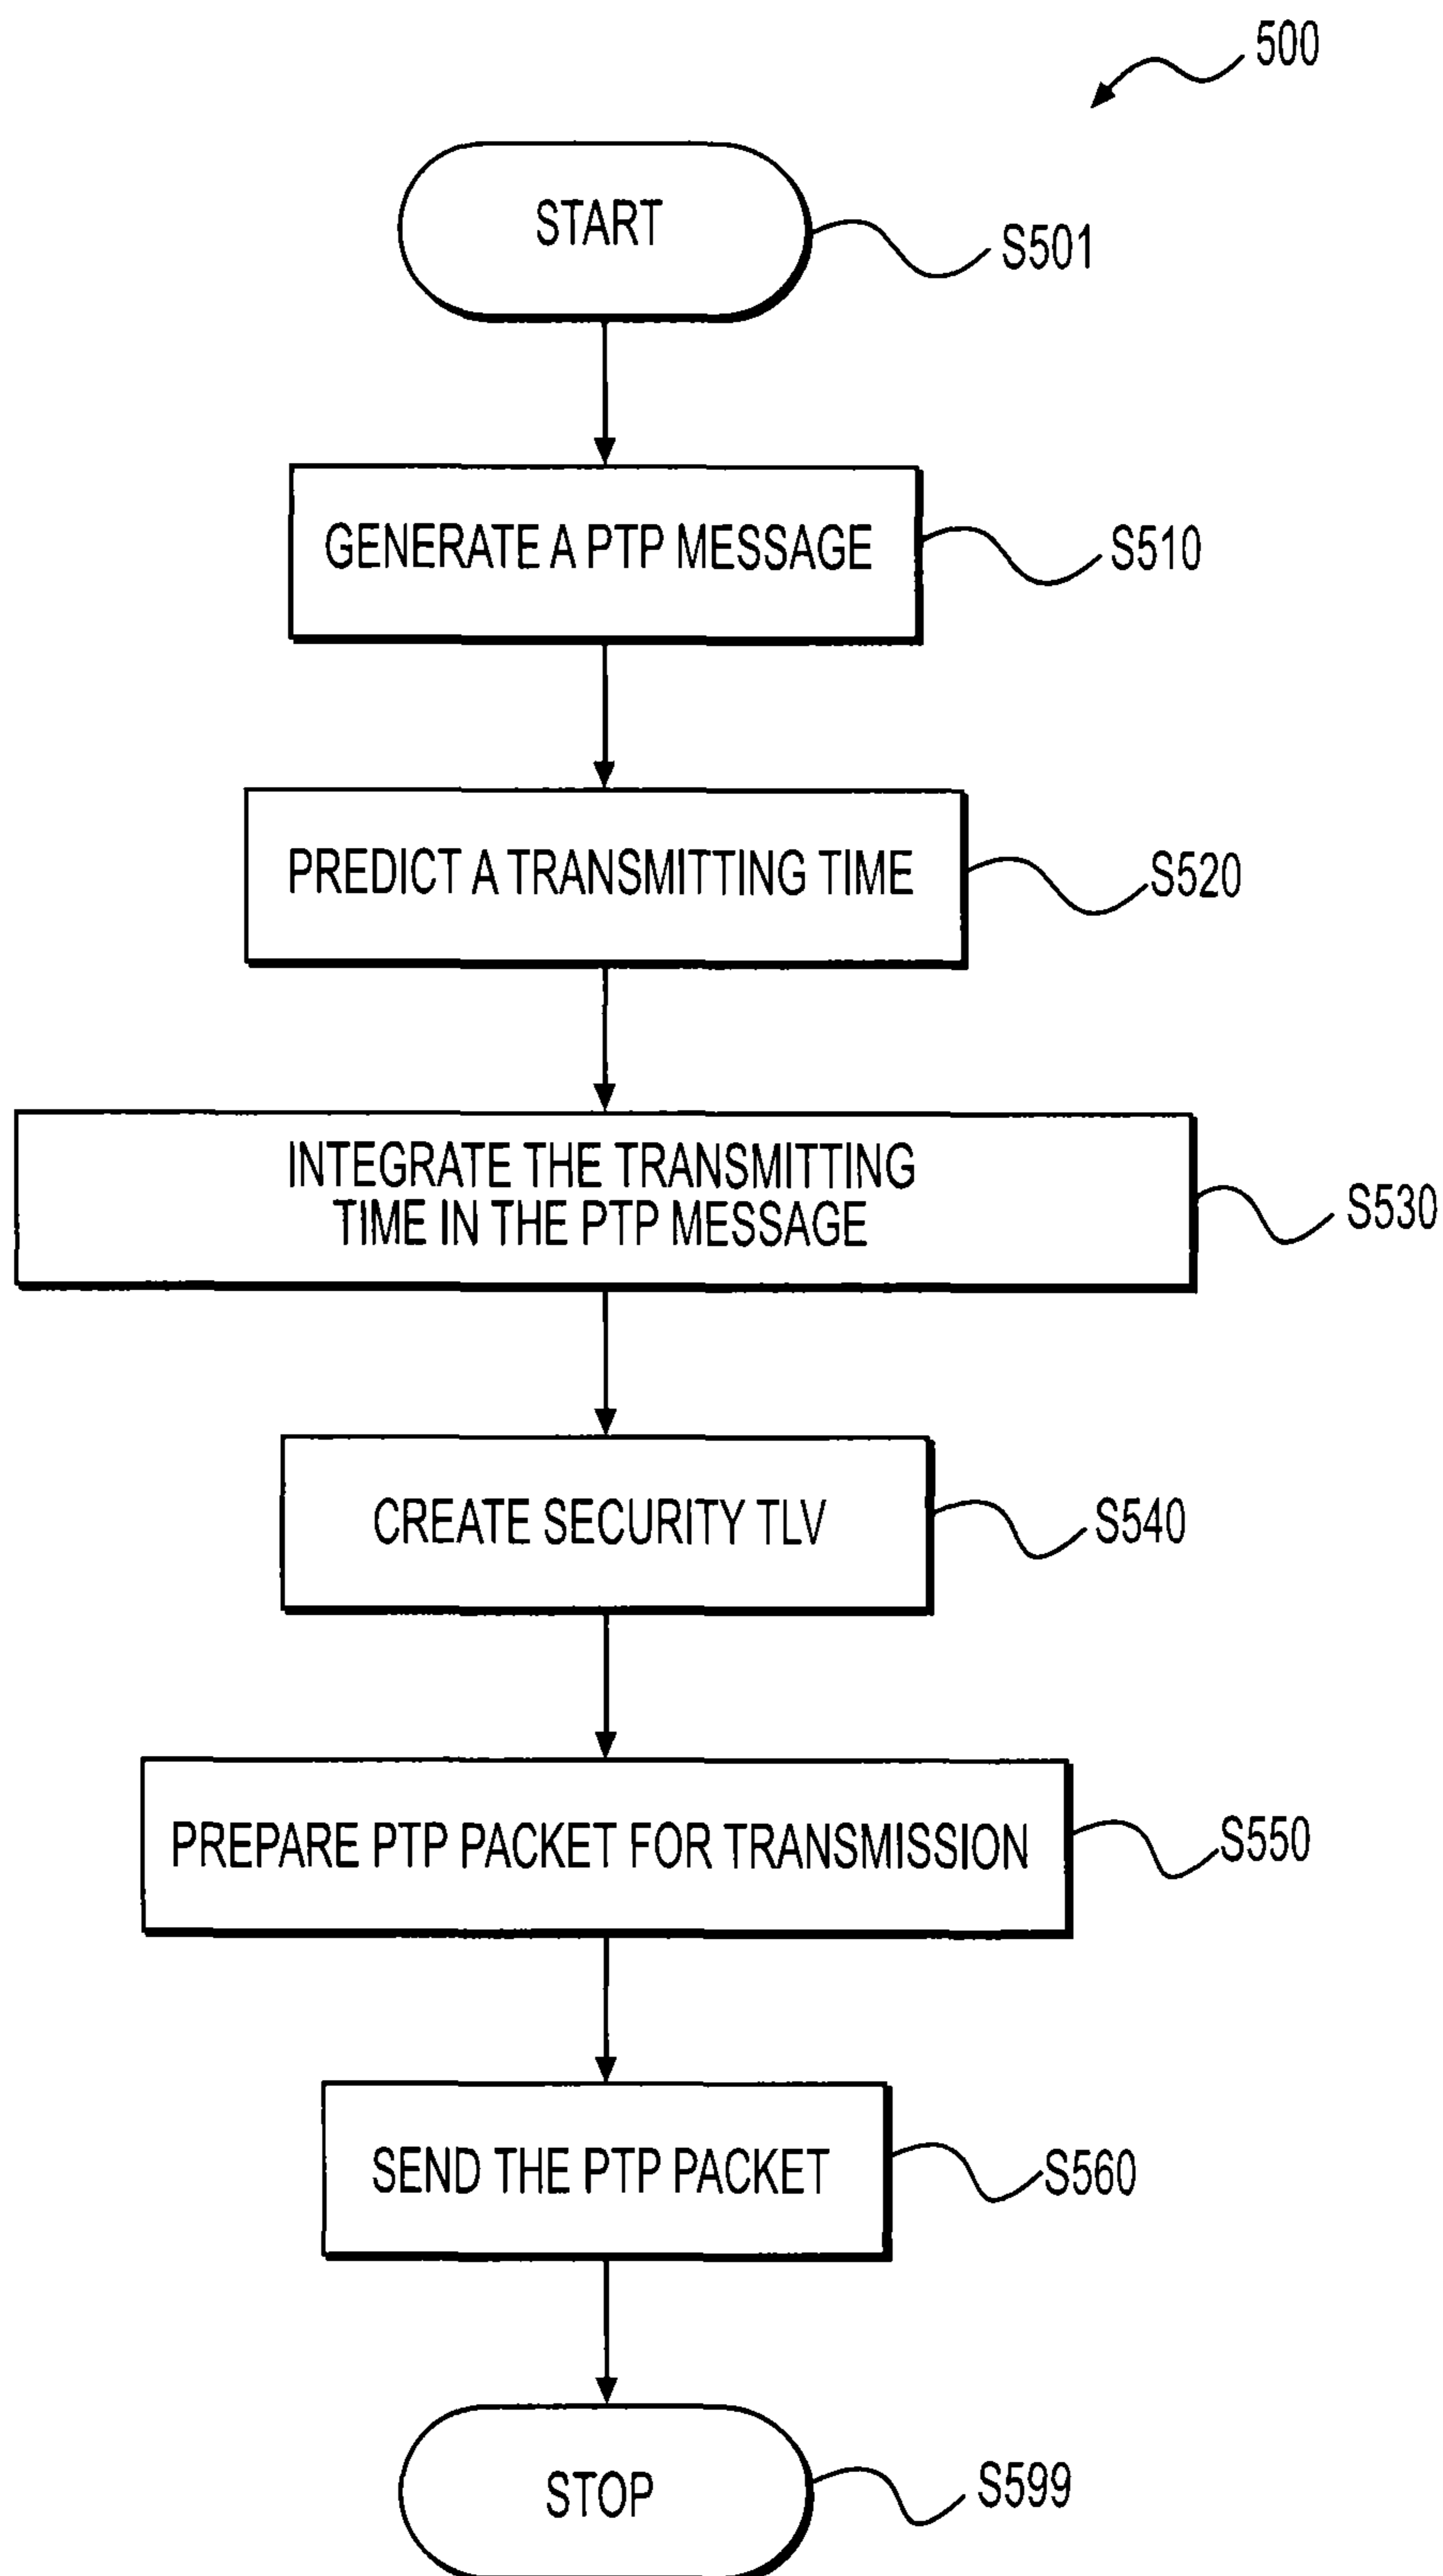 500
START
S501
GENERATE A PTP MESSAGE
S510
PREDICT A TRANSMITTING TIME
S520
INTEGRATE THE TRANSMITTING
TIME IN THE PTP MESSAGE
S530
CREATE SECURITY TLV
S540
PREPARE PTP PACKET FOR TRANSMISSION
S550
SEND THE PTP PACKET
S560
STOP
S599